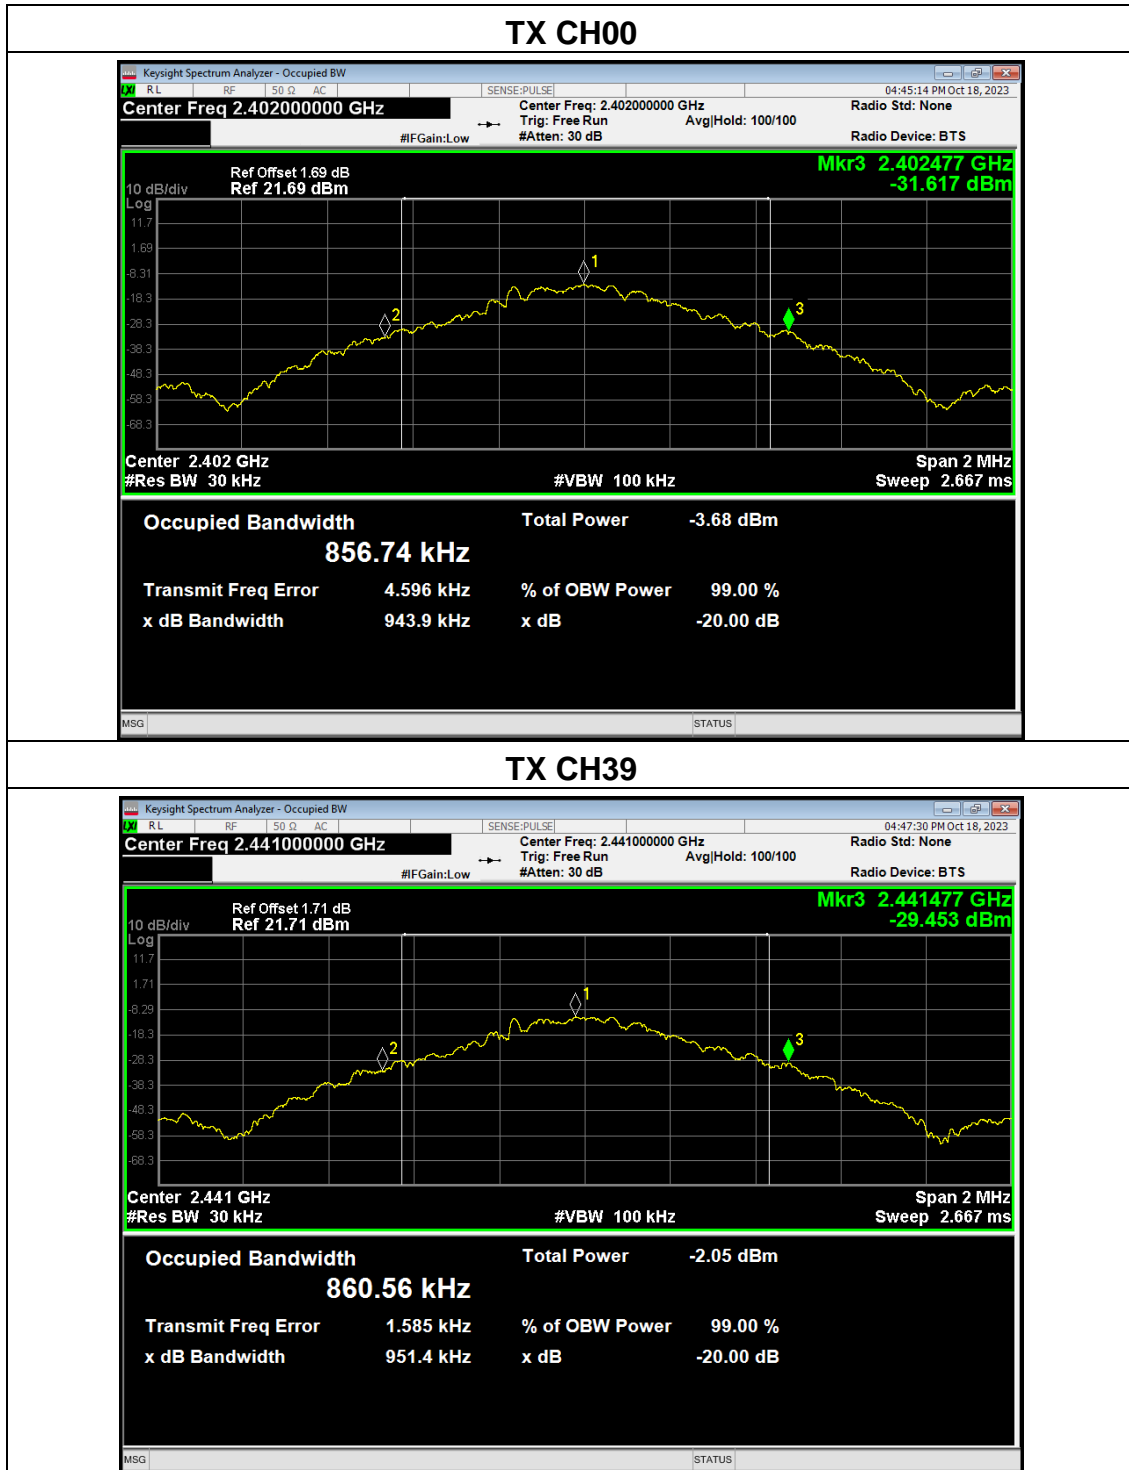 TX CH00
Keysight Spectrum Analyzer - Occupied BW
LXI RL RF 50 Ω AC SENSE:PULSE 04:45:14 PM Oct 18, 2023
Center Freq 2.402000000 GHz Center Freq: 2.402000000 GHz Radio Std: None
Trig: Free Run Avg|Hold: 100/100
#IFGain:Low #Atten: 30 dB Radio Device: BTS
Mkr3 2.402477 GHz
-31.617 dBm
Ref Offset 1.69 dB
10 dB/div Ref 21.69 dBm
Log
11.7
1.69
-8.31
-18.3
-28.3
-38.3
-48.3
-58.3
-68.3
1
2
3
Center 2.402 GHz Span 2 MHz
#Res BW 30 kHz #VBW 100 kHz Sweep 2.667 ms
Occupied Bandwidth Total Power -3.68 dBm
856.74 kHz
Transmit Freq Error 4.596 kHz % of OBW Power 99.00 %
x dB Bandwidth 943.9 kHz x dB -20.00 dB
MSG STATUS
TX CH39
Keysight Spectrum Analyzer - Occupied BW
LXI RL RF 50 Ω AC SENSE:PULSE 04:47:30 PM Oct 18, 2023
Center Freq 2.441000000 GHz Center Freq: 2.441000000 GHz Radio Std: None
Trig: Free Run Avg|Hold: 100/100
#IFGain:Low #Atten: 30 dB Radio Device: BTS
Mkr3 2.441477 GHz
-29.453 dBm
Ref Offset 1.71 dB
10 dB/div Ref 21.71 dBm
Log
11.7
1.71
-8.29
-18.3
-28.3
-38.3
-48.3
-58.3
-68.3
1
2
3
Center 2.441 GHz Span 2 MHz
#Res BW 30 kHz #VBW 100 kHz Sweep 2.667 ms
Occupied Bandwidth Total Power -2.05 dBm
860.56 kHz
Transmit Freq Error 1.585 kHz % of OBW Power 99.00 %
x dB Bandwidth 951.4 kHz x dB -20.00 dB
MSG STATUS